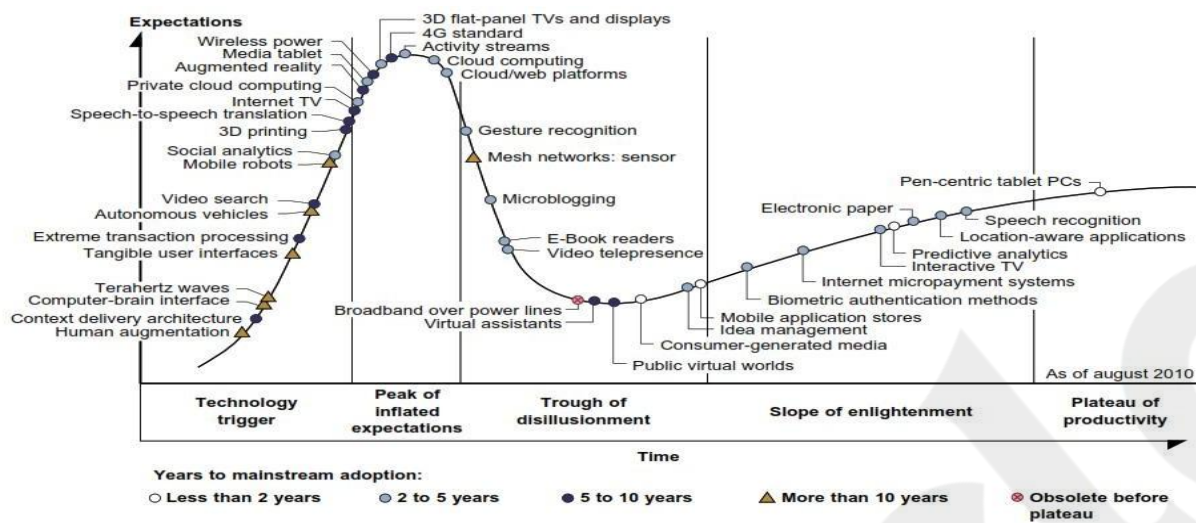 Expectations
3D flat-panel TVs and displays
4G standard
Activity streams
Wireless power
Media tablet
Augmented reality
Cloud computing
Cloud/web platforms
Private cloud computing
Internet TV
Speech-to-speech translation
3D printing
Gesture recognition
Social analytics
Mobile robots
Mesh networks: sensor
Video search
Autonomous vehicles
Microblogging
Extreme transaction processing
Tangible user interfaces
E-Book readers
Video telepresence
Terahertz waves
Computer-brain interface
Context delivery architecture
Human augmentation
Broadband over power lines
Virtual assistants
Public virtual worlds
Consumer-generated media
Idea management
Mobile application stores
Biometric authentication methods
Internet micropayment systems
Interactive TV
Predictive analytics
Electronic paper
Location-aware applications
Speech recognition
Pen-centric tablet PCs
As of august 2010
Technology
trigger
Peak of
inflated
expectations
Trough of
disillusionment
Slope of enlightenment
Plateau of
productivity
Time
Years to mainstream adoption:
Less than 2 years
2 to 5 years
5 to 10 years
More than 10 years
Obsolete before
plateau